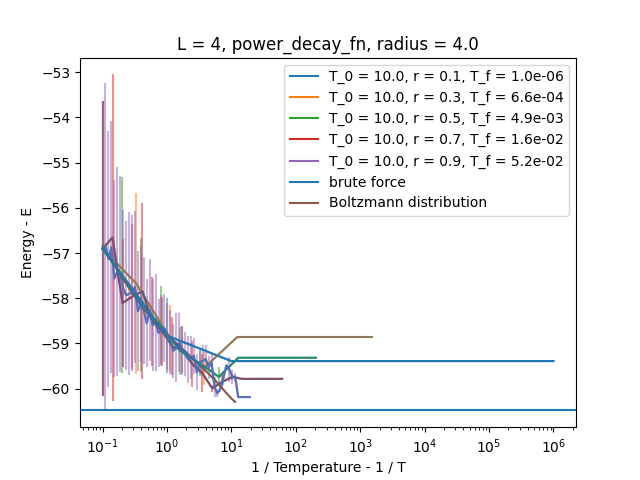 L = 4, power_decay_fn, radius = 4.0
T_0 = 10.0, r = 0.1, T_f = 1.0e-06
T_0 = 10.0, r = 0.3, T_f = 6.6e-04
T_0 = 10.0, r = 0.5, T_f = 4.9e-03
T_0 = 10.0, r = 0.7, T_f = 1.6e-02
T_0 = 10.0, r = 0.9, T_f = 5.2e-02
brute force
Boltzmann distribution
Energy - E
−53
−54
−55
−56
−57
−58
−59
−60
10⁻¹ 10⁰ 10¹ 10² 10³ 10⁴ 10⁵ 10⁶
1 / Temperature - 1 / T